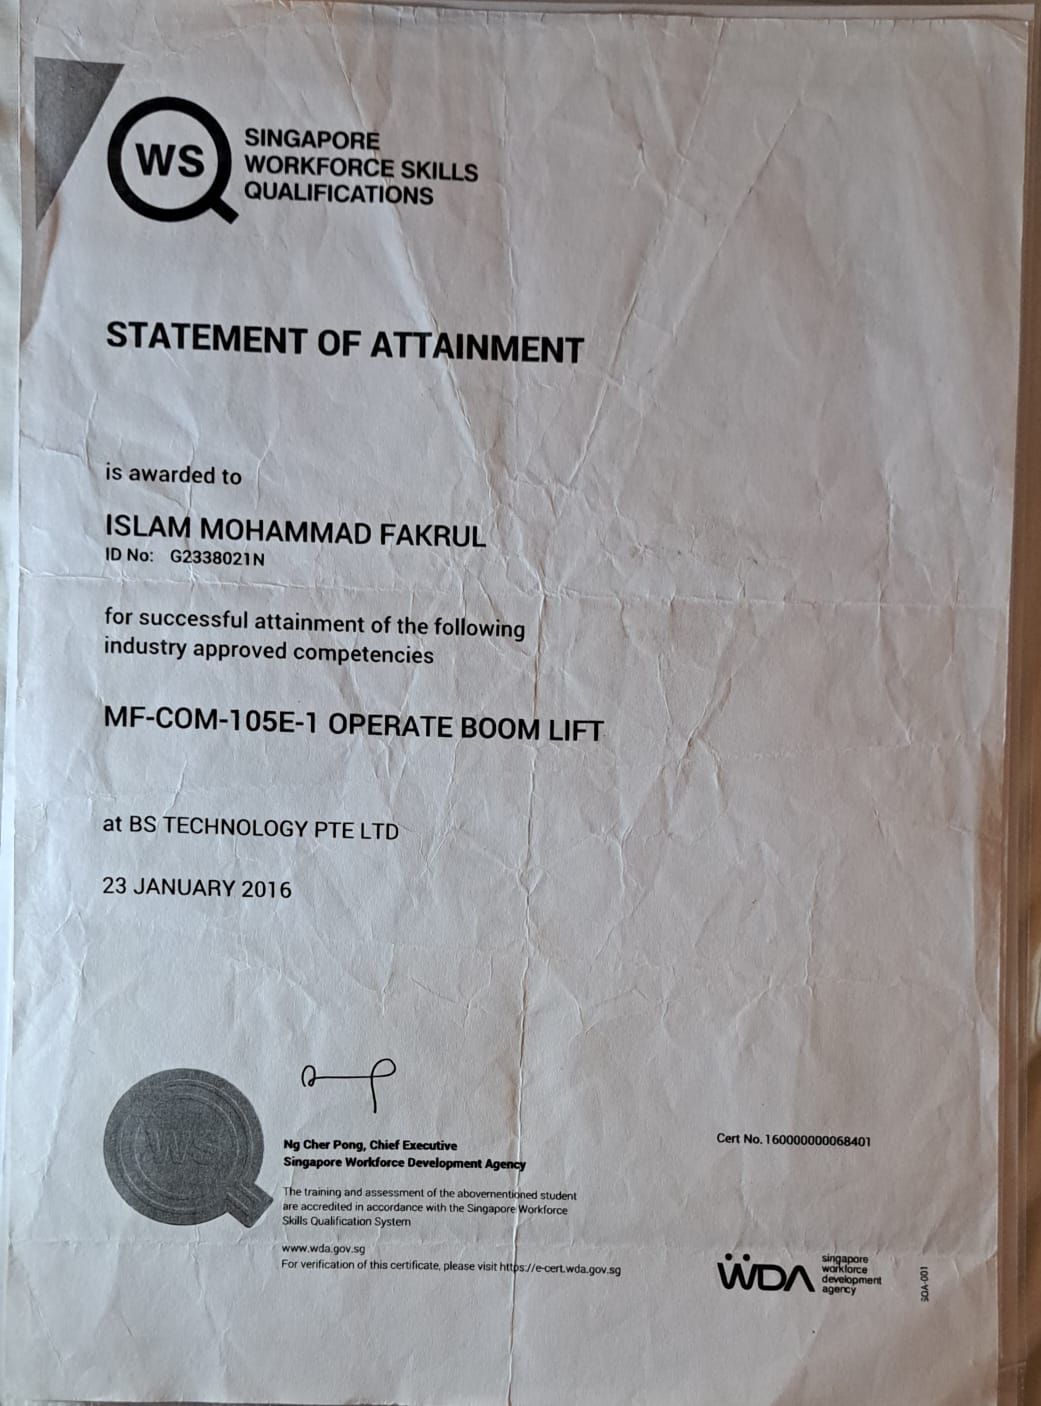 WS
SINGAPORE
WORKFORCE SKILLS
QUALIFICATIONS
STATEMENT OF ATTAINMENT
is awarded to
ISLAM MOHAMMAD FAKRUL
ID No: G2338021N
for successful attainment of the following
industry approved competencies
MF-COM-105E-1 OPERATE BOOM LIFT
at BS TECHNOLOGY PTE LTD
23 JANUARY 2016
WS
Ng Cher Pong, Chief Executive
Singapore Workforce Development Agency
The training and assessment of the abovementioned student
are accredited in accordance with the Singapore Workforce
Skills Qualification System
www.wda.gov.sg
For verification of this certificate, please visit https://e-cert.wda.gov.sg
Cert No. 160000000068401
WDA
singapore
workforce
development
agency
SOA-001